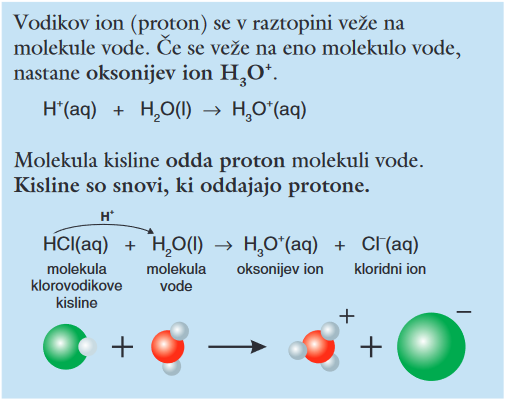 Vodikov ion (proton) se v raztopini veže na
molekule vode. Če se veže na eno molekulo vode,
nastane oksonijev ion H₃O⁺.
H⁺(aq) + H₂O(l) → H₃O⁺(aq)
Molekula kisline odda proton molekuli vode.
Kisline so snovi, ki oddajajo protone.
H⁺
HCl(aq) + H₂O(l) → H₃O⁺(aq) + Cl⁻(aq)
molekula klorovodikove kisline molekula vode oksonijev ion kloridni ion
+ → + + −